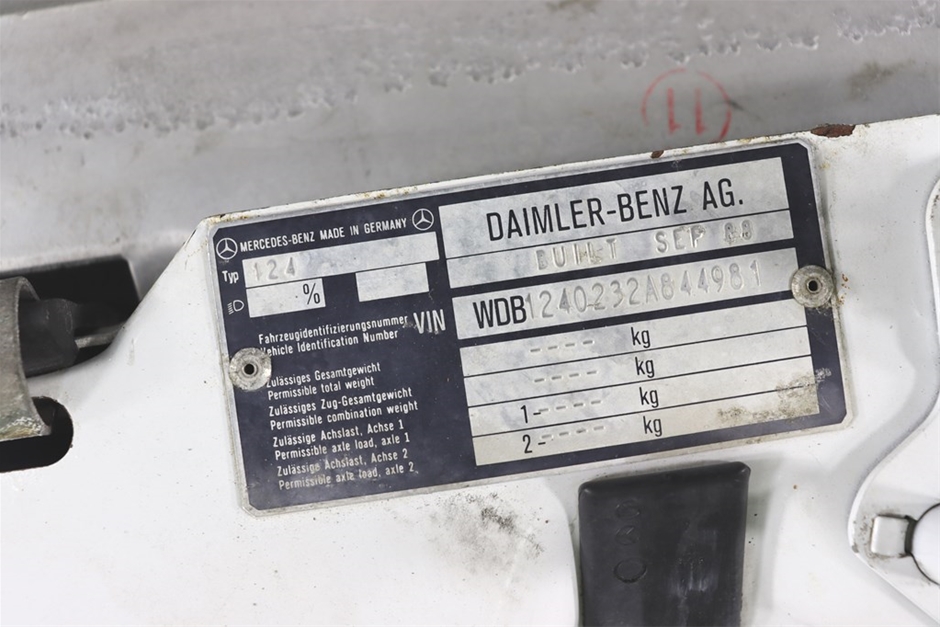 11
MERCEDES-BENZ MADE IN GERMANY
Typ 124
%
DAIMLER-BENZ AG.
BUILT SEP 88
Fahrzeugidentifizierungsnummer
Vehicle Identification Number
VIN
WDB1240232A844981
Zulässiges Gesamtgewicht
Permissible total weight
---- kg
Zulässiges Zug-Gesamtgewicht
Permissible combination weight
---- kg
Zulässige Achslast, Achse 1
Permissible axle load, axle 1
1- ---- kg
Zulässige Achslast, Achse 2
Permissible axle load, axle 2
2- ---- kg